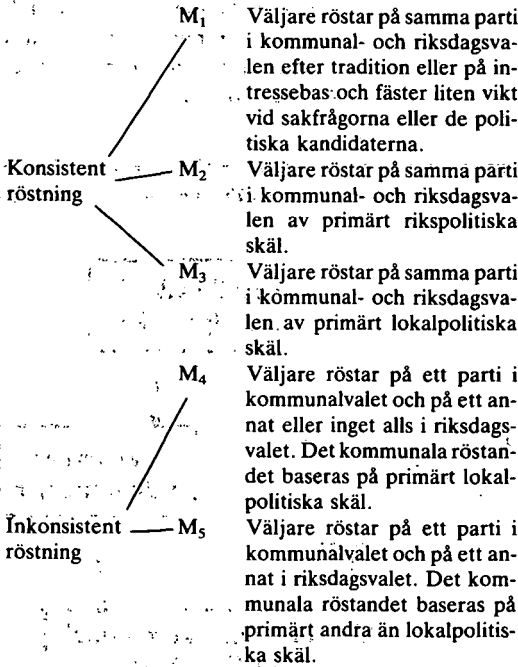 M₁ Väljare röstar på samma parti
i kommunal- och riksdagsva-
len efter tradition eller på in-
tressebas och fäster liten vikt
vid sakfrågorna eller de poli-
tiska kandidaterna.
Konsistent M₂ Väljare röstar på samma parti
röstning i kommunal- och riksdagsva-
len av primärt rikspolitiska
skäl.
M₃ Väljare röstar på samma parti
i kommunal- och riksdagsva-
len av primärt lokalpolitiska
skäl.
M₄ Väljare röstar på ett parti i
kommunalvalet och på ett an-
nat eller inget alls i riksdags-
valet. Det kommunala röstan-
det baseras på primärt lokal-
politiska skäl.
Inkonsistent M₅ Väljare röstar på ett parti i
röstning kommunalvalet och på ett an-
nat i riksdagsvalet. Det kom-
munala röstandet baseras på
primärt andra än lokalpolitis-
ka skäl.